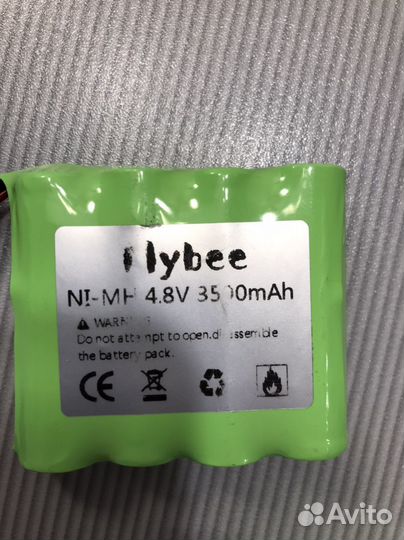 Flybee
NI-MH 4.8V 3500mAh
WARNING
Do not attempt to open.disassemble
the battery pack.
CE
Avito